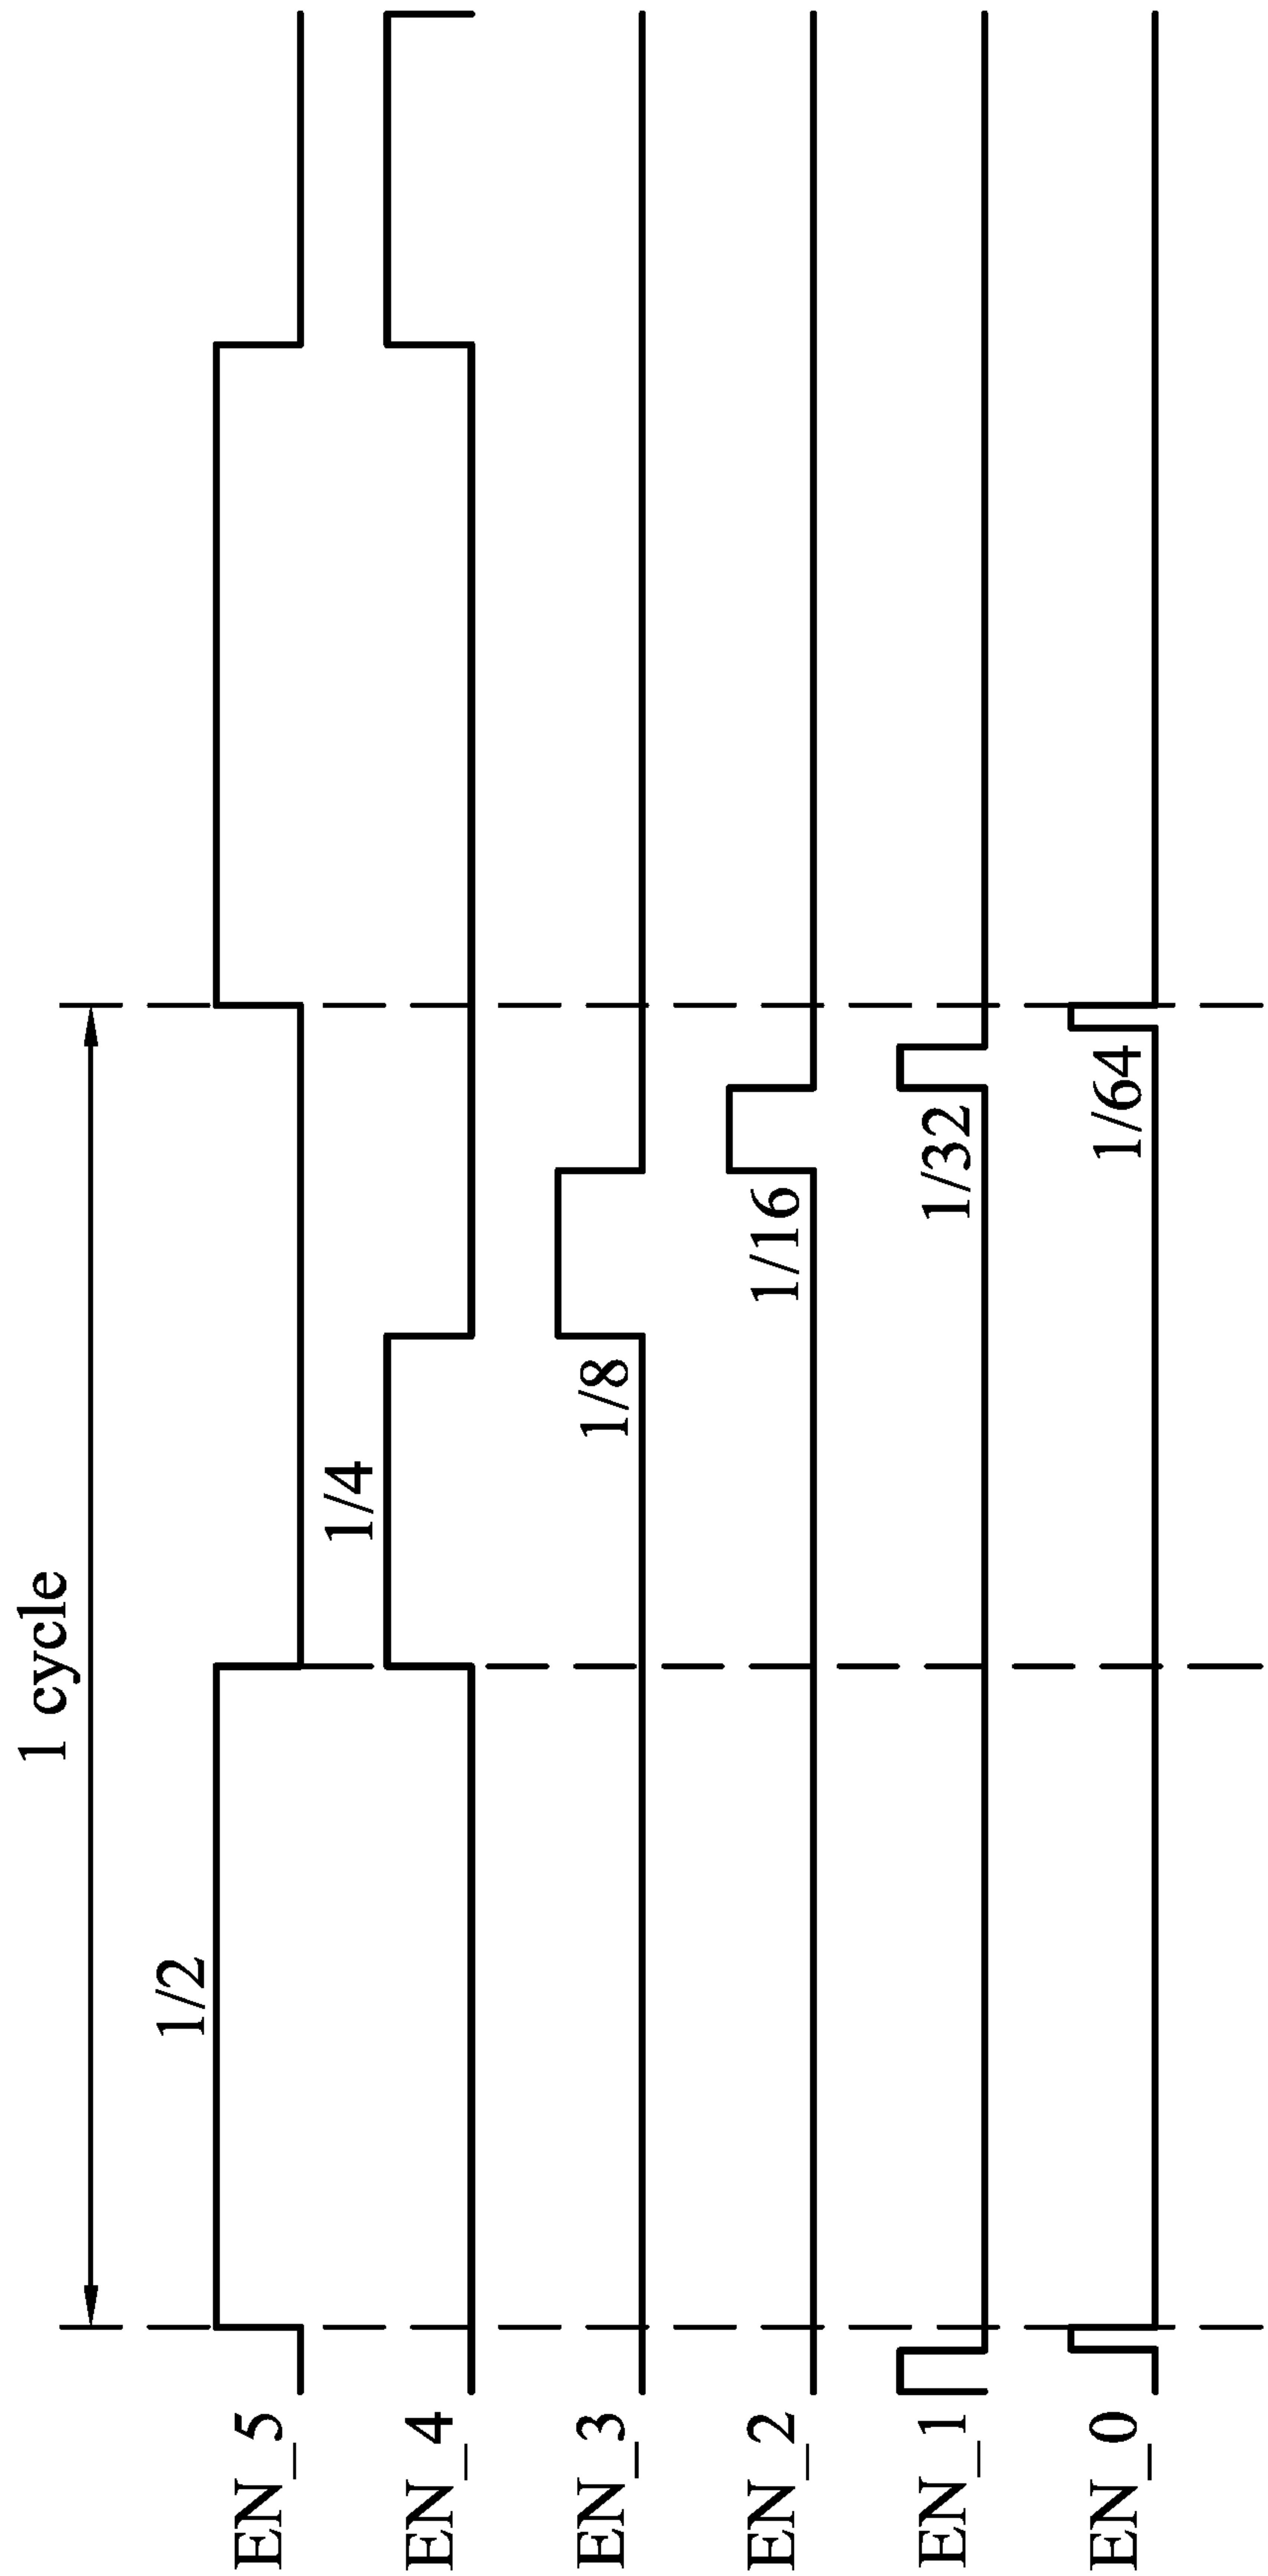 1 cycle
1/2
EN_5
1/4
EN_4
1/8
EN_3
1/16
EN_2
1/32
EN_1
1/64
EN_0